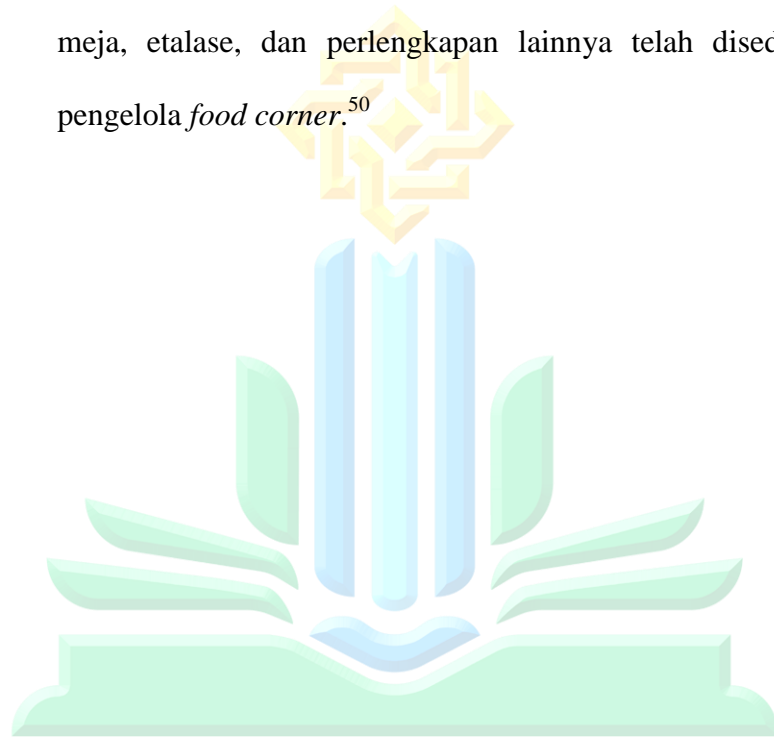 meja, etalase, dan perlengkapan lainnya telah dised
pengelola food corner.50